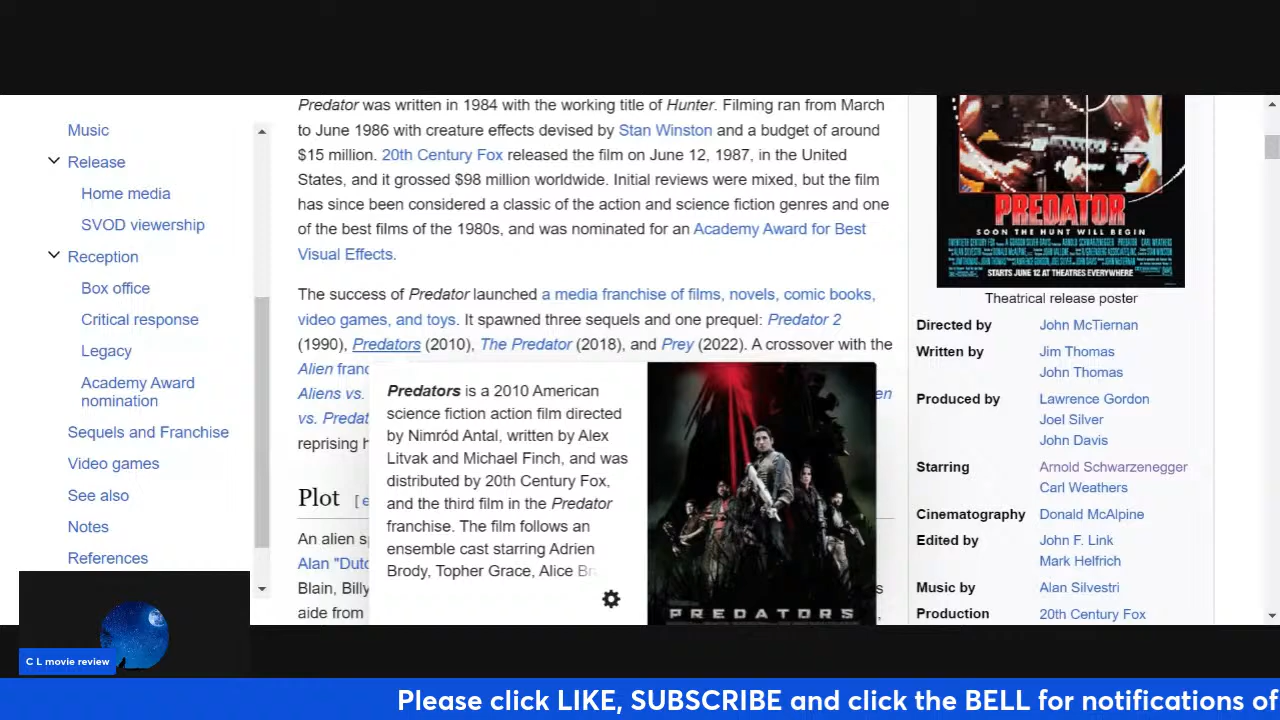 Music
Release
Home media
SVOD viewership
Reception
Box office
Critical response
Legacy
Academy Award
nomination
Sequels and Franchise
Video games
See also
Notes
References
Predator was written in 1984 with the working title of Hunter. Filming ran from March
to June 1986 with creature effects devised by Stan Winston and a budget of around
$15 million. 20th Century Fox released the film on June 12, 1987, in the United
States, and it grossed $98 million worldwide. Initial reviews were mixed, but the film
has since been considered a classic of the action and science fiction genres and one
of the best films of the 1980s, and was nominated for an Academy Award for Best
Visual Effects.
The success of Predator launched a media franchise of films, novels, comic books,
video games, and toys. It spawned three sequels and one prequel: Predator 2
(1990), Predators (2010), The Predator (2018), and Prey (2022). A crossover with the
Alien franc
Aliens vs. en
vs. Predat
reprising h
Plot [ e
An alien s
Alan "Dutc
Blain, Billy s
aide from ,
Predators is a 2010 American
science fiction action film directed
by Nimród Antal, written by Alex
Litvak and Michael Finch, and was
distributed by 20th Century Fox,
and the third film in the Predator
franchise. The film follows an
ensemble cast starring Adrien
Brody, Topher Grace, Alice Br
PREDATORS
PREDATOR
SOON THE HUNT WILL BEGIN
STARTS JUNE 12 AT THEATRES EVERYWHERE
Theatrical release poster
Directed by John McTiernan
Written by Jim Thomas
John Thomas
Produced by Lawrence Gordon
Joel Silver
John Davis
Starring Arnold Schwarzenegger
Carl Weathers
Cinematography Donald McAlpine
Edited by John F. Link
Mark Helfrich
Music by Alan Silvestri
Production 20th Century Fox
C L movie review
Please click LIKE, SUBSCRIBE and click the BELL for notifications of